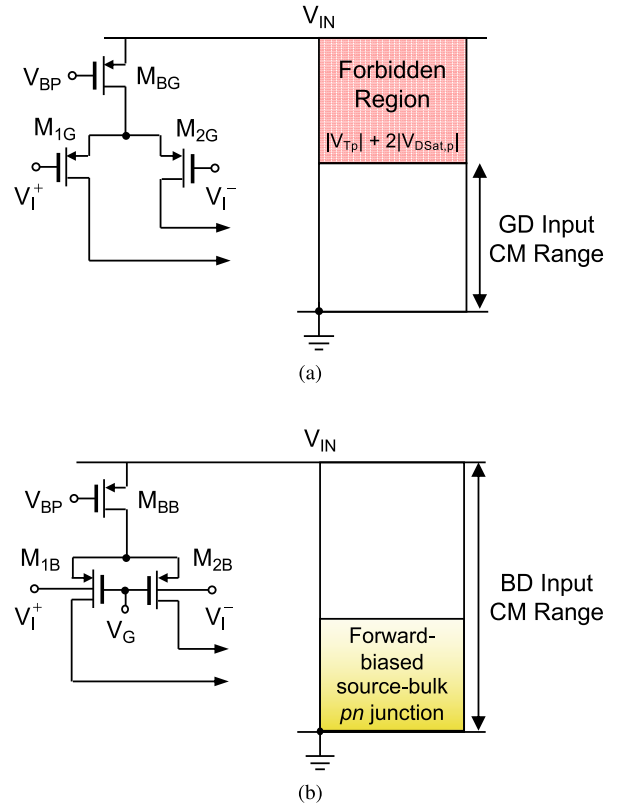 V_IN
V_BP
M_BG
Forbidden
Region
|V_Tp| + 2|V_DSat,p|
M_1G
M_2G
V_I^+
V_I^−
GD Input
CM Range
(a)
V_IN
V_BP
M_BB
M_1B
M_2B
V_I^+
V_G
V_I^−
BD Input
CM Range
Forward-
biased
source-bulk
pn junction
(b)